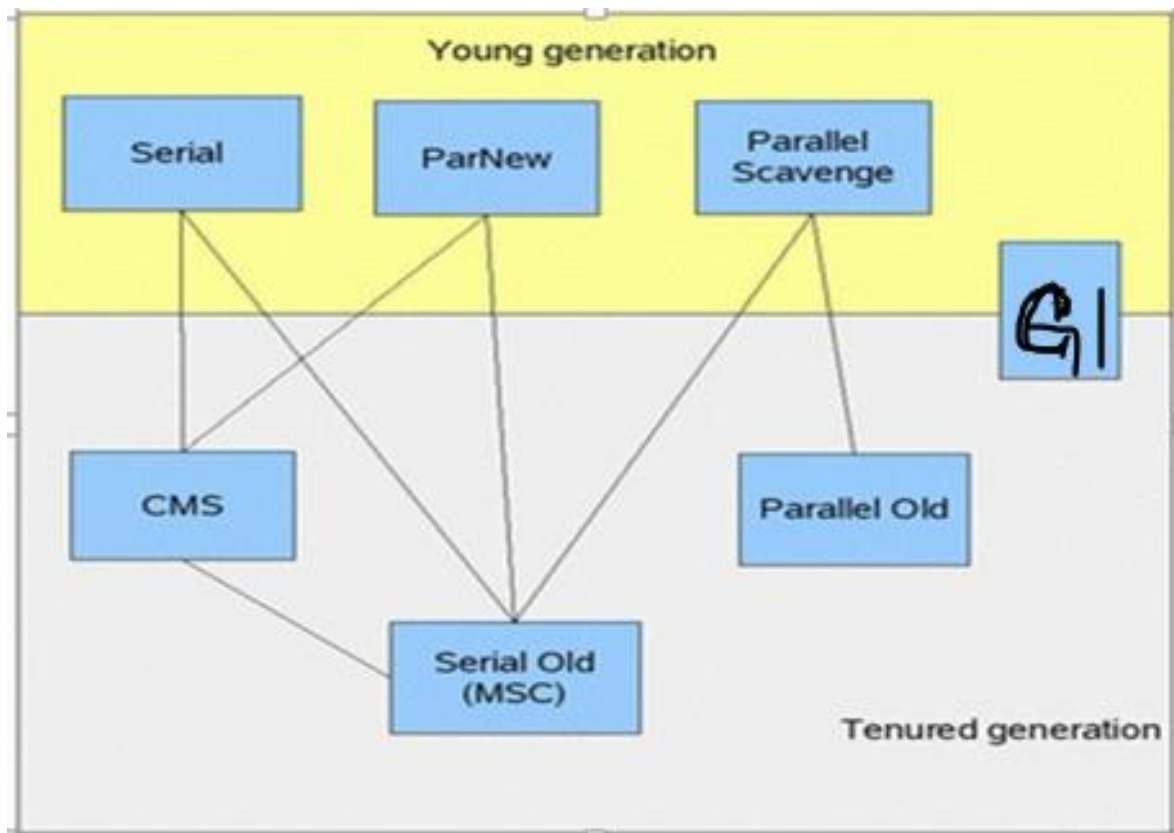 Young generation
Serial
ParNew
Parallel
Scavenge
G1
CMS
Parallel Old
Serial Old
(MSC)
Tenured generation